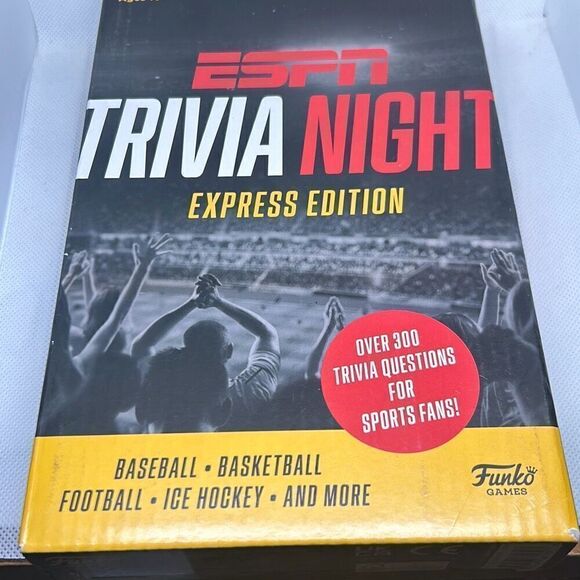 ESPN
TRIVIA NIGHT
EXPRESS EDITION
OVER 300
TRIVIA QUESTIONS
FOR
SPORTS FANS!
BASEBALL • BASKETBALL
FOOTBALL • ICE HOCKEY • AND MORE
Funko
GAMES